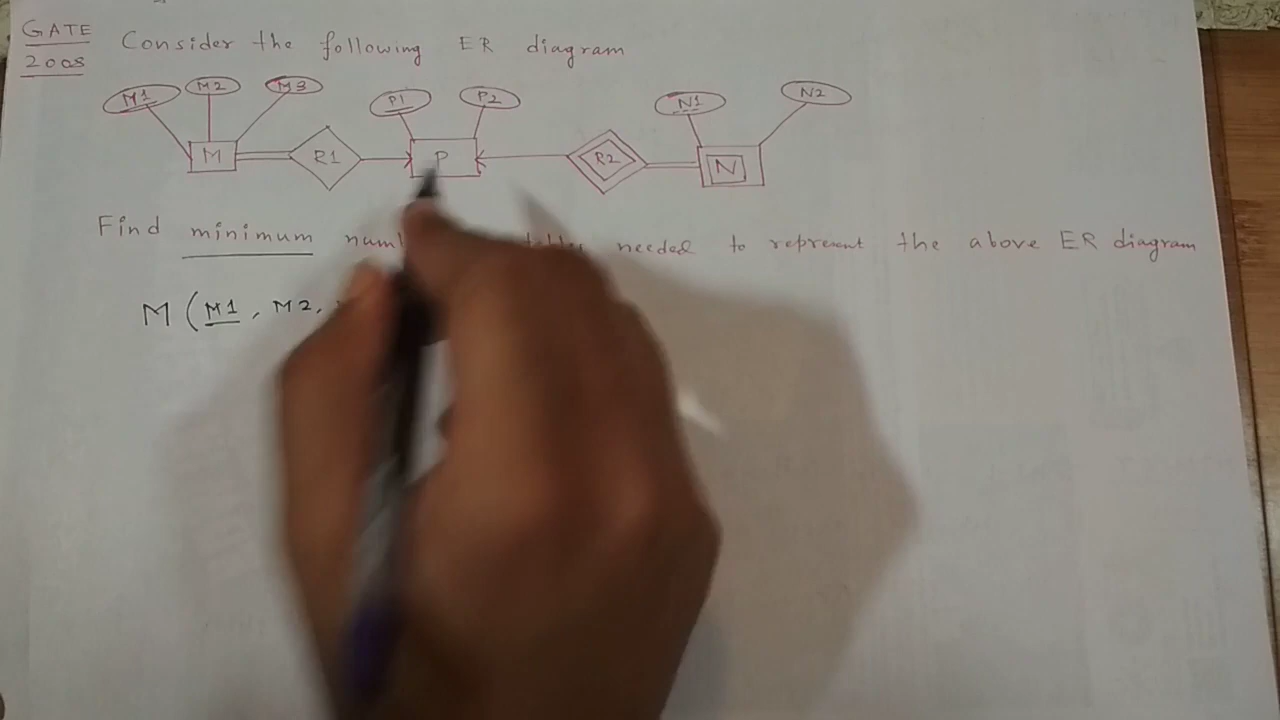 GATE
2008
Consider the following ER diagram
M1 M2 M3 P1 P2 N1 N2
M R1 P R2 N
Find minimum needed to represent the above ER diagram
M (M1, M2,